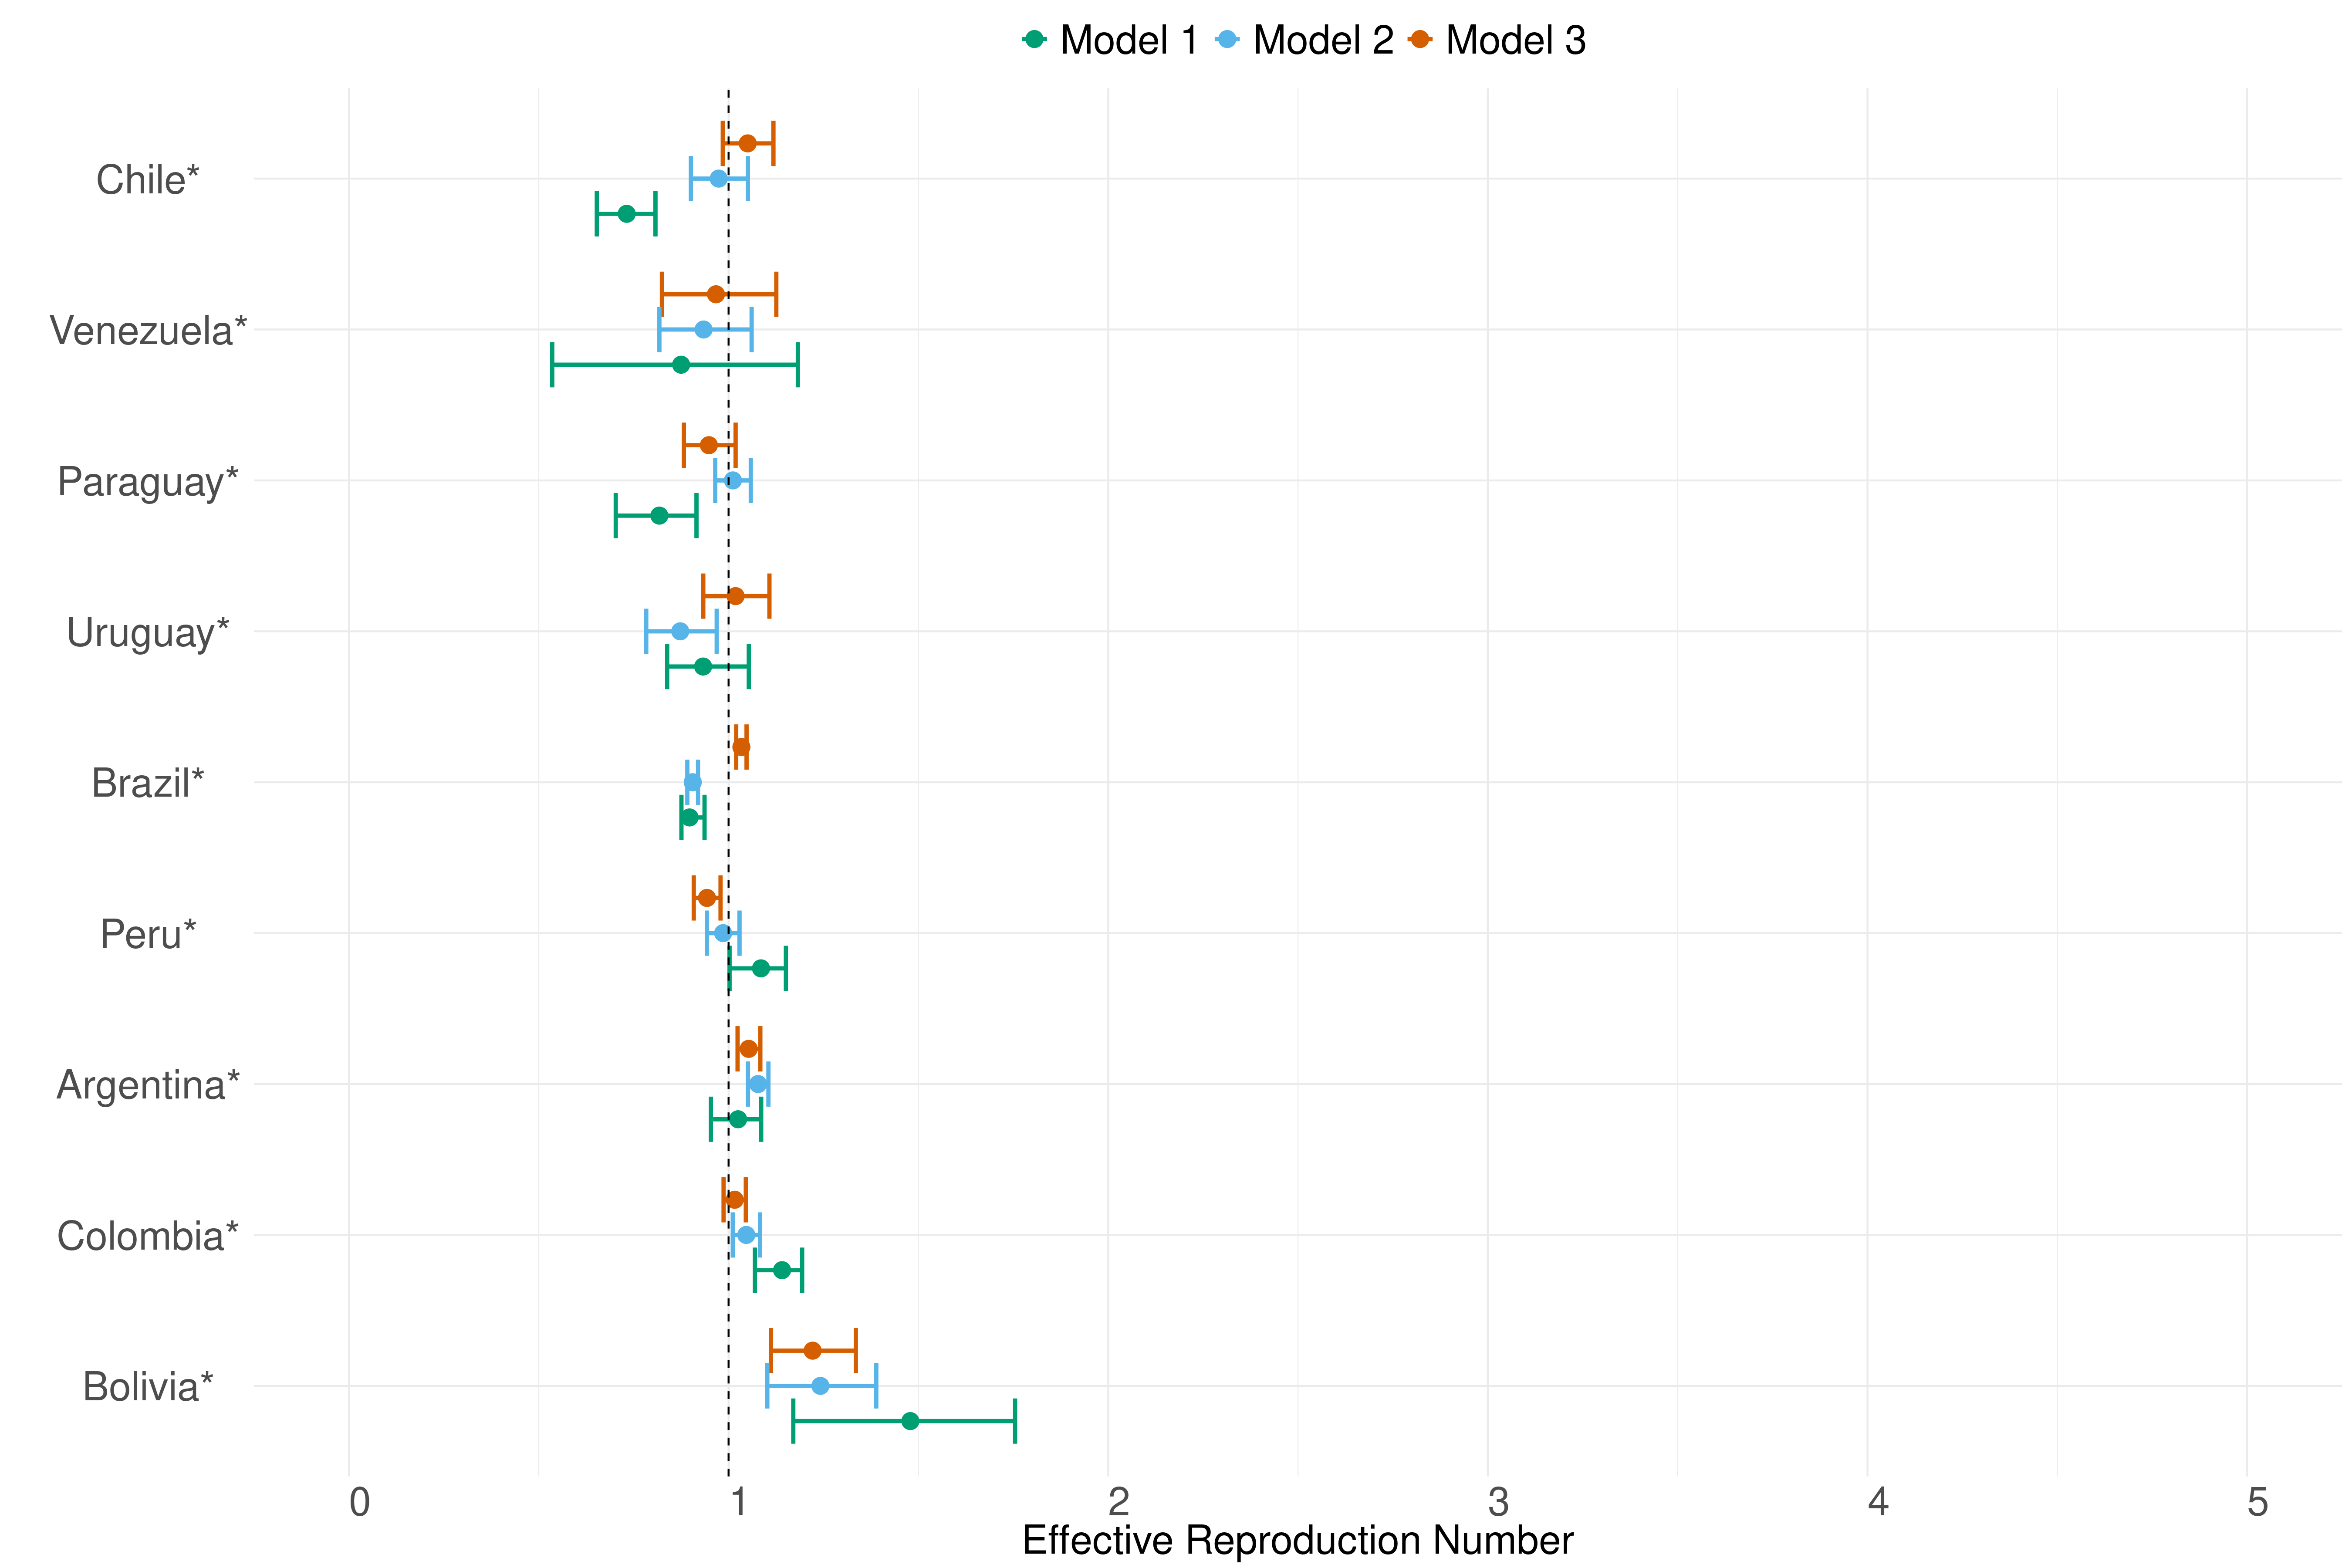 Model 1 Model 2 Model 3
Chile*
Venezuela*
Paraguay*
Uruguay*
Brazil*
Peru*
Argentina*
Colombia*
Bolivia*
0 1 2 3 4 5
Effective Reproduction Number